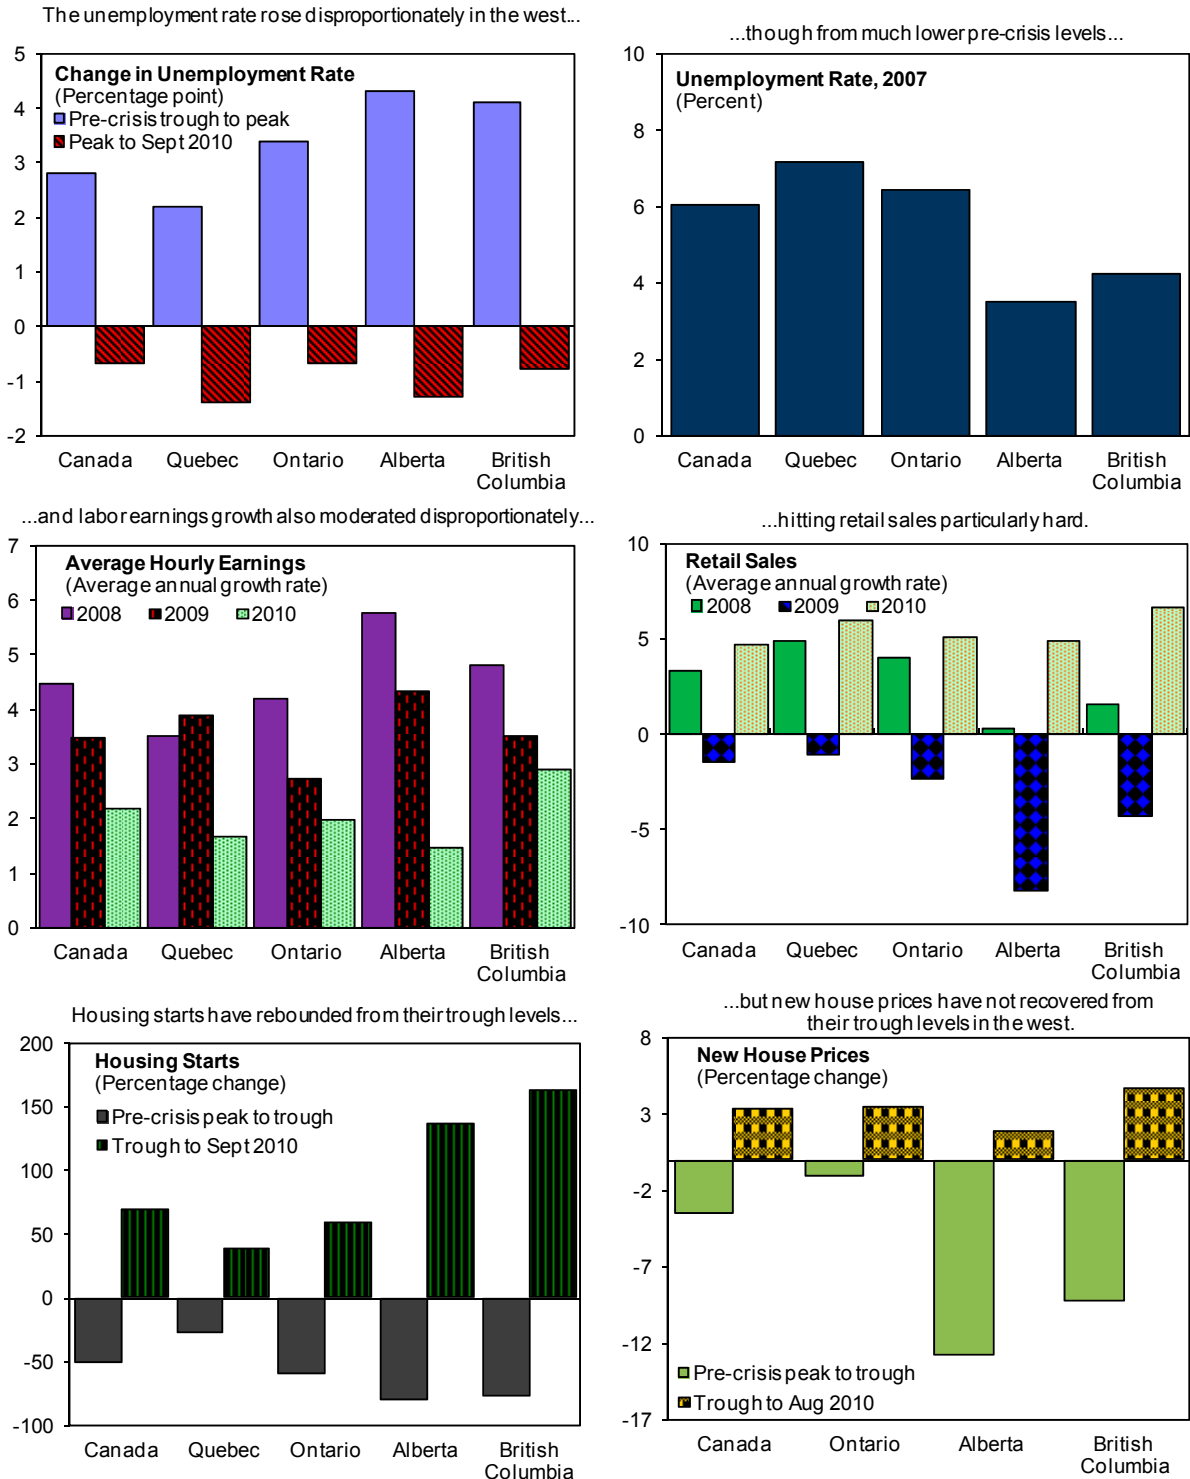 The unemployment rate rose disproportionately in the west...
Change in Unemployment Rate
(Percentage point)
Pre-crisis trough to peak
Peak to Sept 2010
5
4
3
2
1
0
-1
-2
Canada Quebec Ontario Alberta British
Columbia
...though from much lower pre-crisis levels...
Unemployment Rate, 2007
(Percent)
10
8
6
4
2
0
Canada Quebec Ontario Alberta British
Columbia
...and labor earnings growth also moderated disproportionately...
Average Hourly Earnings
(Average annual growth rate)
2008 2009 2010
7
6
5
4
3
2
1
0
Canada Quebec Ontario Alberta British
Columbia
...hitting retail sales particularly hard.
Retail Sales
(Average annual growth rate)
2008 2009 2010
10
5
0
-5
-10
Canada Quebec Ontario Alberta British
Columbia
Housing starts have rebounded from their trough levels...
Housing Starts
(Percentage change)
Pre-crisis peak to trough
Trough to Sept 2010
200
150
100
50
0
-50
-100
Canada Quebec Ontario Alberta British
Columbia
...but new house prices have not recovered from
their trough levels in the west.
New House Prices
(Percentage change)
8
3
-2
-7
-12
-17
Pre-crisis peak to trough
Trough to Aug 2010
Canada Ontario Alberta British
Columbia